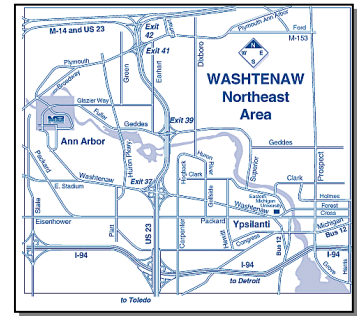 M-14 and US 23
Exit
42
Exit 41
Plymouth Ann Arbor
Ford
M-153
Dixboro
N
W E
S
WASHTENAW
Northeast
Area
Plymouth
Broadway
Green
Earhart
Glazier Way
Fuller
Geddes
Exit 39
Geddes
Ann Arbor
Huron Pkwy.
Packard
Washtenaw
E. Stadium
Exit 37
Hogback
Clark
Huron River
Superior
Clark
Prospect
State
Golfside
Washtenaw
Eastern
Michigan
University
Holmes
Forest
Cross
Eisenhower
Platt
US 23
Carpenter
Packard
Ypsilanti
Michigan
Bus 12
Hewitt
Congress
Bus 12
I-94
I-94
I-94
Grove
Harris
to Detroit
to Toledo